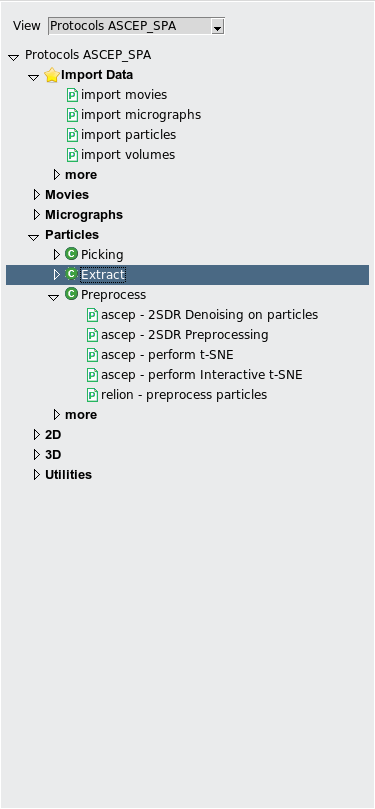 View Protocols ASCEP_SPA
Protocols ASCEP_SPA
Import Data
P import movies
P import micrographs
P import particles
P import volumes
more
Movies
Micrographs
Particles
C Picking
C Extract
C Preprocess
P ascep - 2SDR Denoising on particles
P ascep - 2SDR Preprocessing
P ascep - perform t-SNE
P ascep - perform Interactive t-SNE
P relion - preprocess particles
more
2D
3D
Utilities